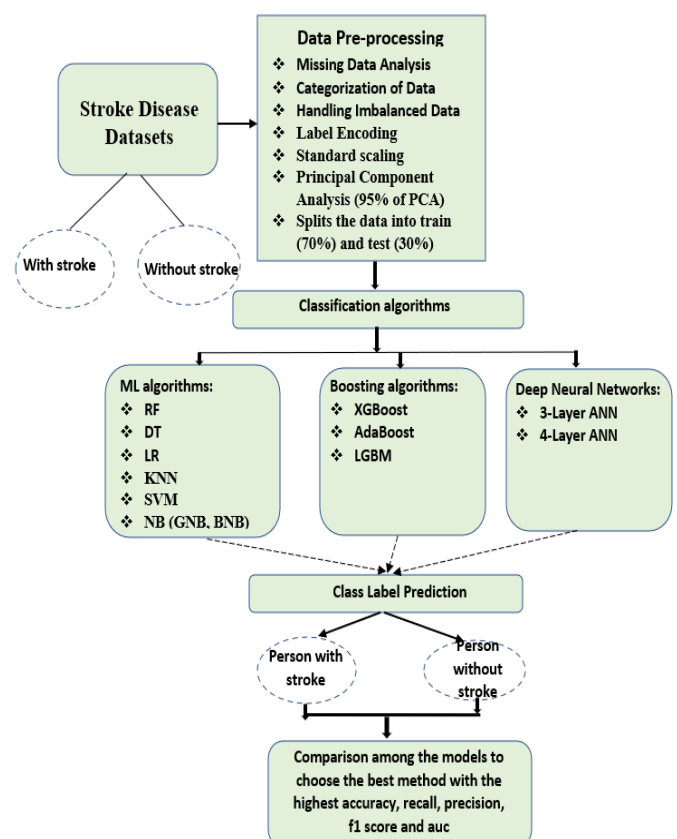 Data Pre-processing
❖ Missing Data Analysis
❖ Categorization of Data
❖ Handling Imbalanced Data
❖ Label Encoding
❖ Standard scaling
❖ Principal Component
Analysis (95% of PCA)
❖ Splits the data into train
(70%) and test (30%)
Stroke Disease
Datasets
With stroke
Without stroke
Classification algorithms
ML algorithms:
❖ RF
❖ DT
❖ LR
❖ KNN
❖ SVM
❖ NB (GNB, BNB)
Boosting algorithms:
❖ XGBoost
❖ AdaBoost
❖ LGBM
Deep Neural Networks:
❖ 3-Layer ANN
❖ 4-Layer ANN
Class Label Prediction
Person with
stroke
Person
without
stroke
Comparison among the models to
choose the best method with the
highest accuracy, recall, precision,
f1 score and auc